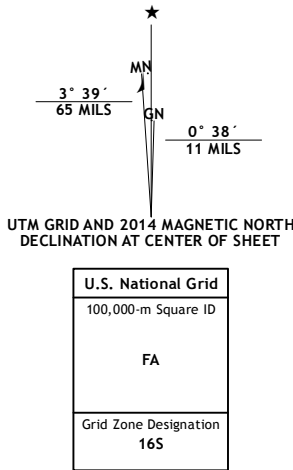 MN
3° 39´
65 MILS
GN
0° 38´
11 MILS
UTM GRID AND 2014 MAGNETIC NORTH
DECLINATION AT CENTER OF SHEET
U.S. National Grid
100,000-m Square ID
FA
Grid Zone Designation
16S